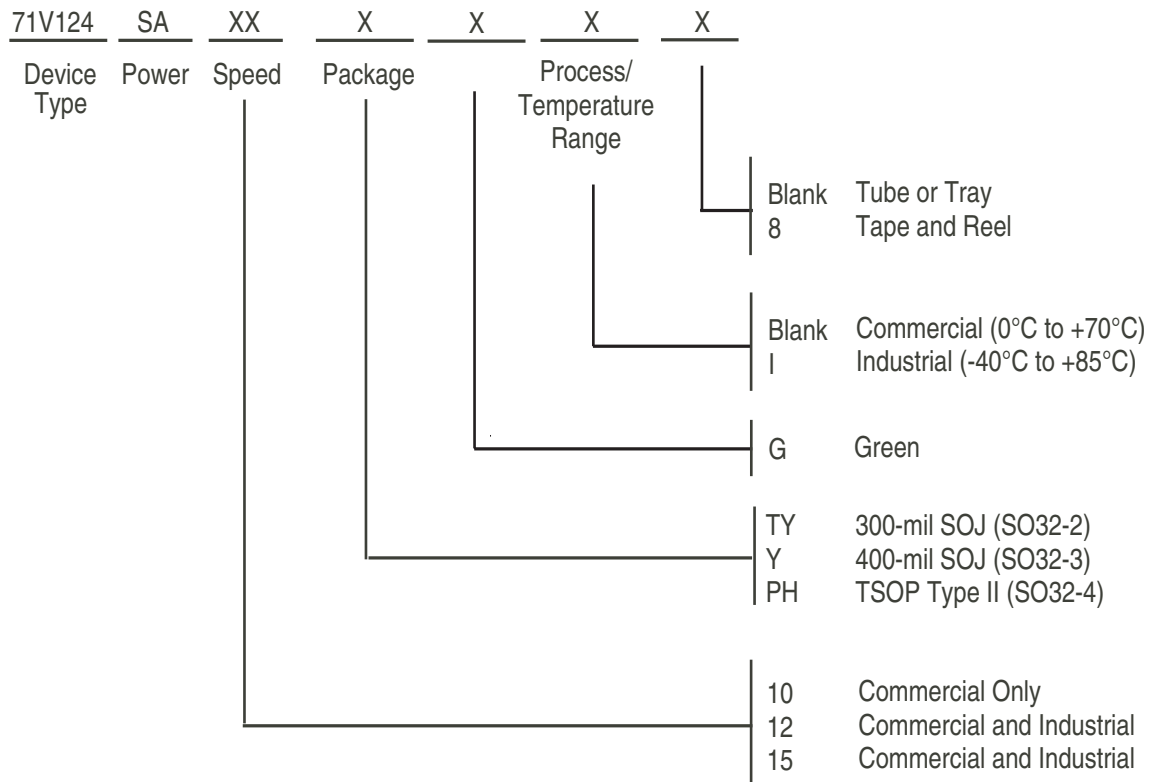 71V124 SA XX X X X X
Device Type Power Speed Package Process/ Temperature Range
Blank Tube or Tray
8 Tape and Reel
Blank Commercial (0°C to +70°C)
I Industrial (-40°C to +85°C)
G Green
TY 300-mil SOJ (SO32-2)
Y 400-mil SOJ (SO32-3)
PH TSOP Type II (SO32-4)
10 Commercial Only
12 Commercial and Industrial
15 Commercial and Industrial